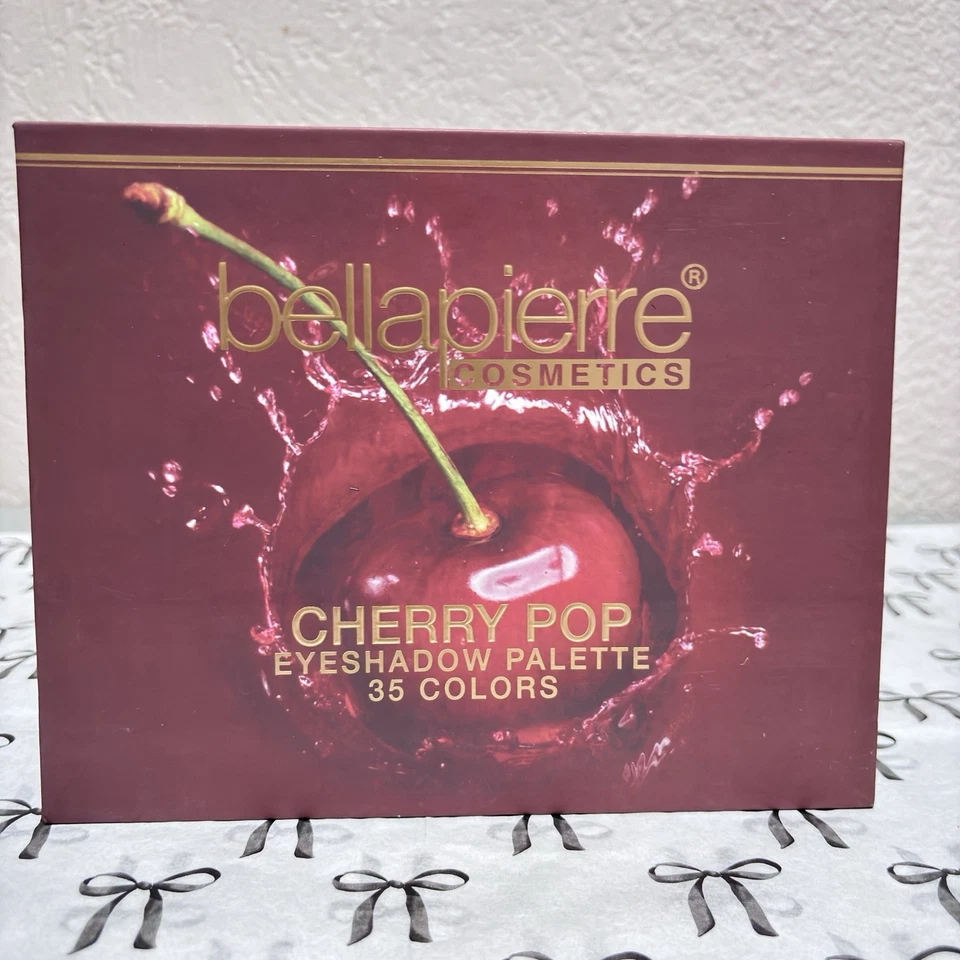 bellapierre®
COSMETICS
CHERRY POP
EYESHADOW PALETTE
35 COLORS